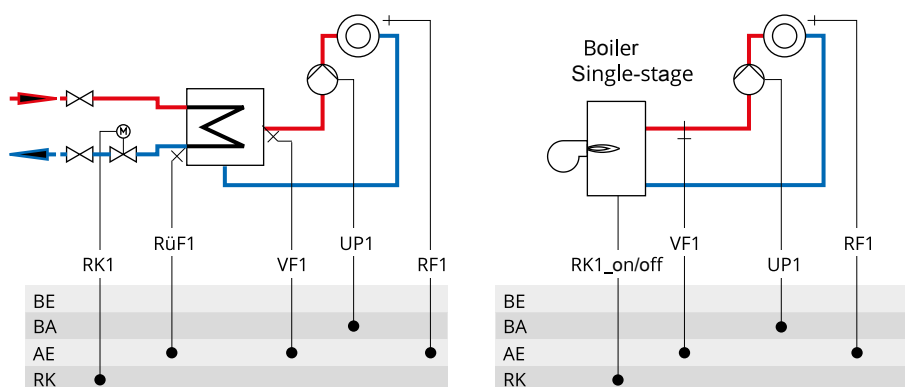 Boiler
Single-stage
M
RüF1
UP1
RK1
VF1
RF1
BE
BA
AE
RK
VF1
RF1
RK1_on/off
UP1
BE
BA
AE
RK